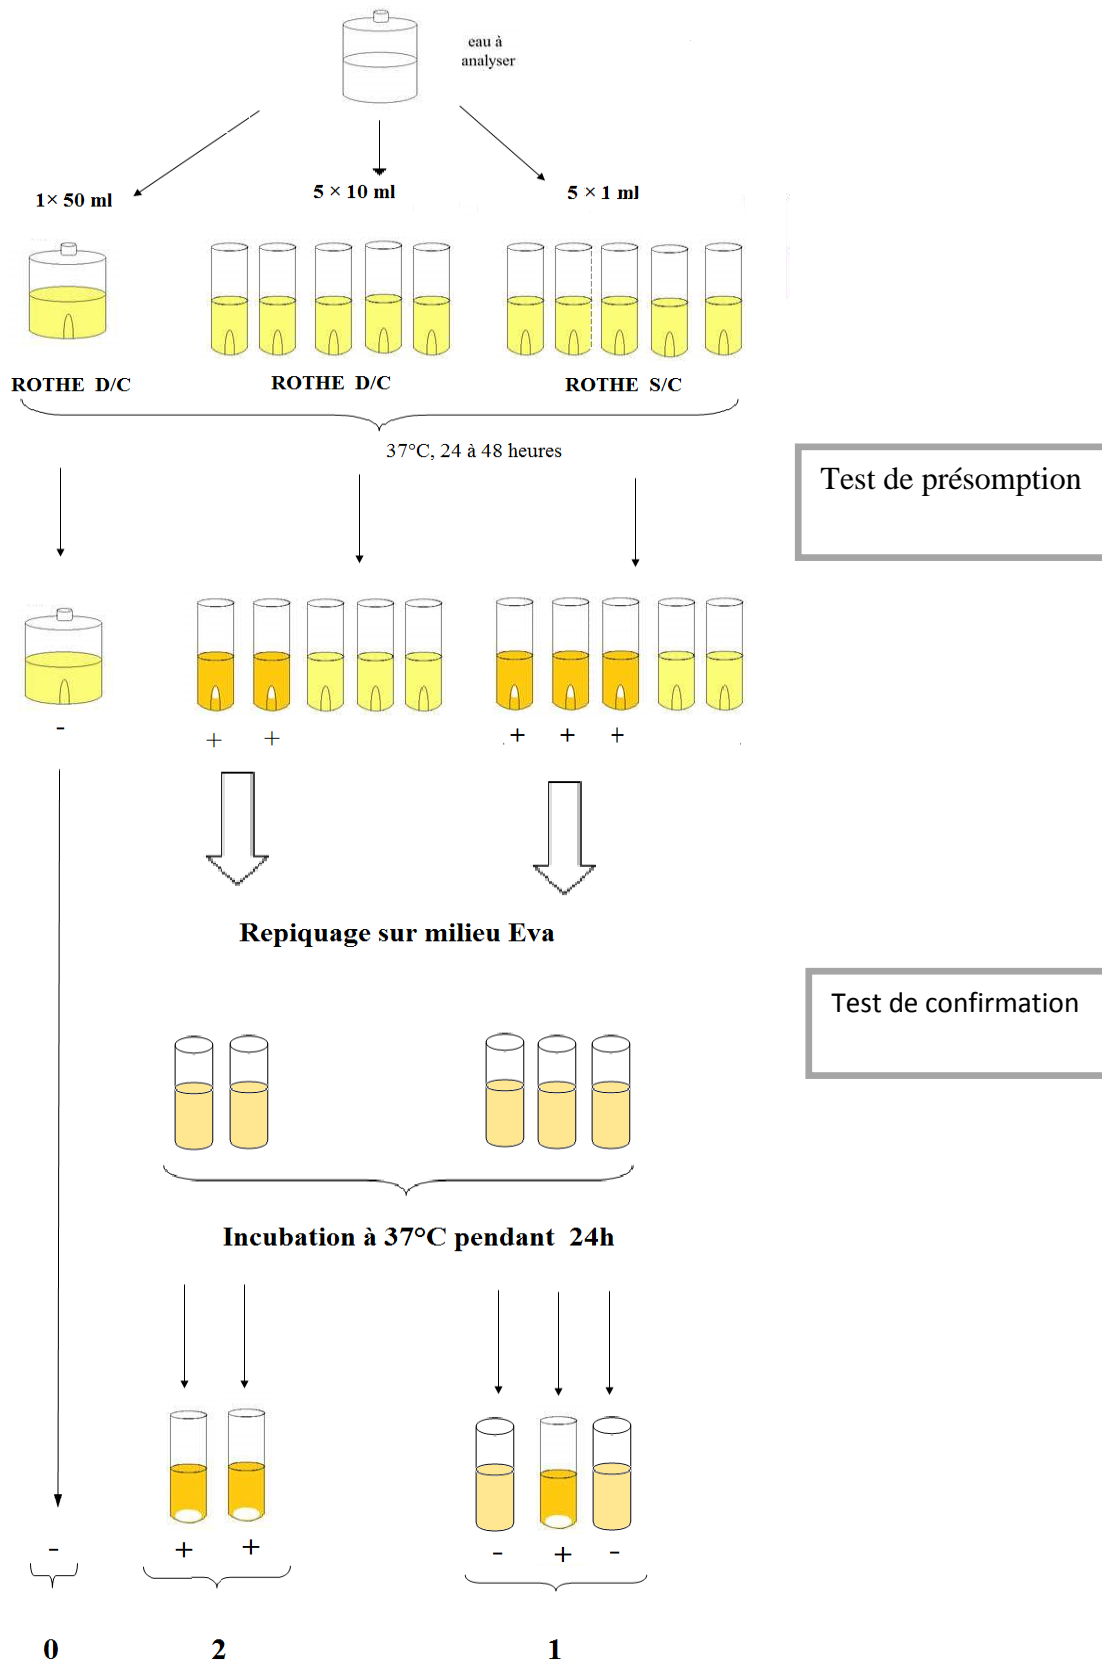 eau à
analyser
1× 50 ml
5 × 10 ml
5 × 1 ml
ROTHE D/C
ROTHE D/C
ROTHE S/C
37°C, 24 à 48 heures
Test de présomption
-
+ +
+ + +
Repiquage sur milieu Eva
Test de confirmation
Incubation à 37°C pendant 24h
- + + - + -
0 2 1